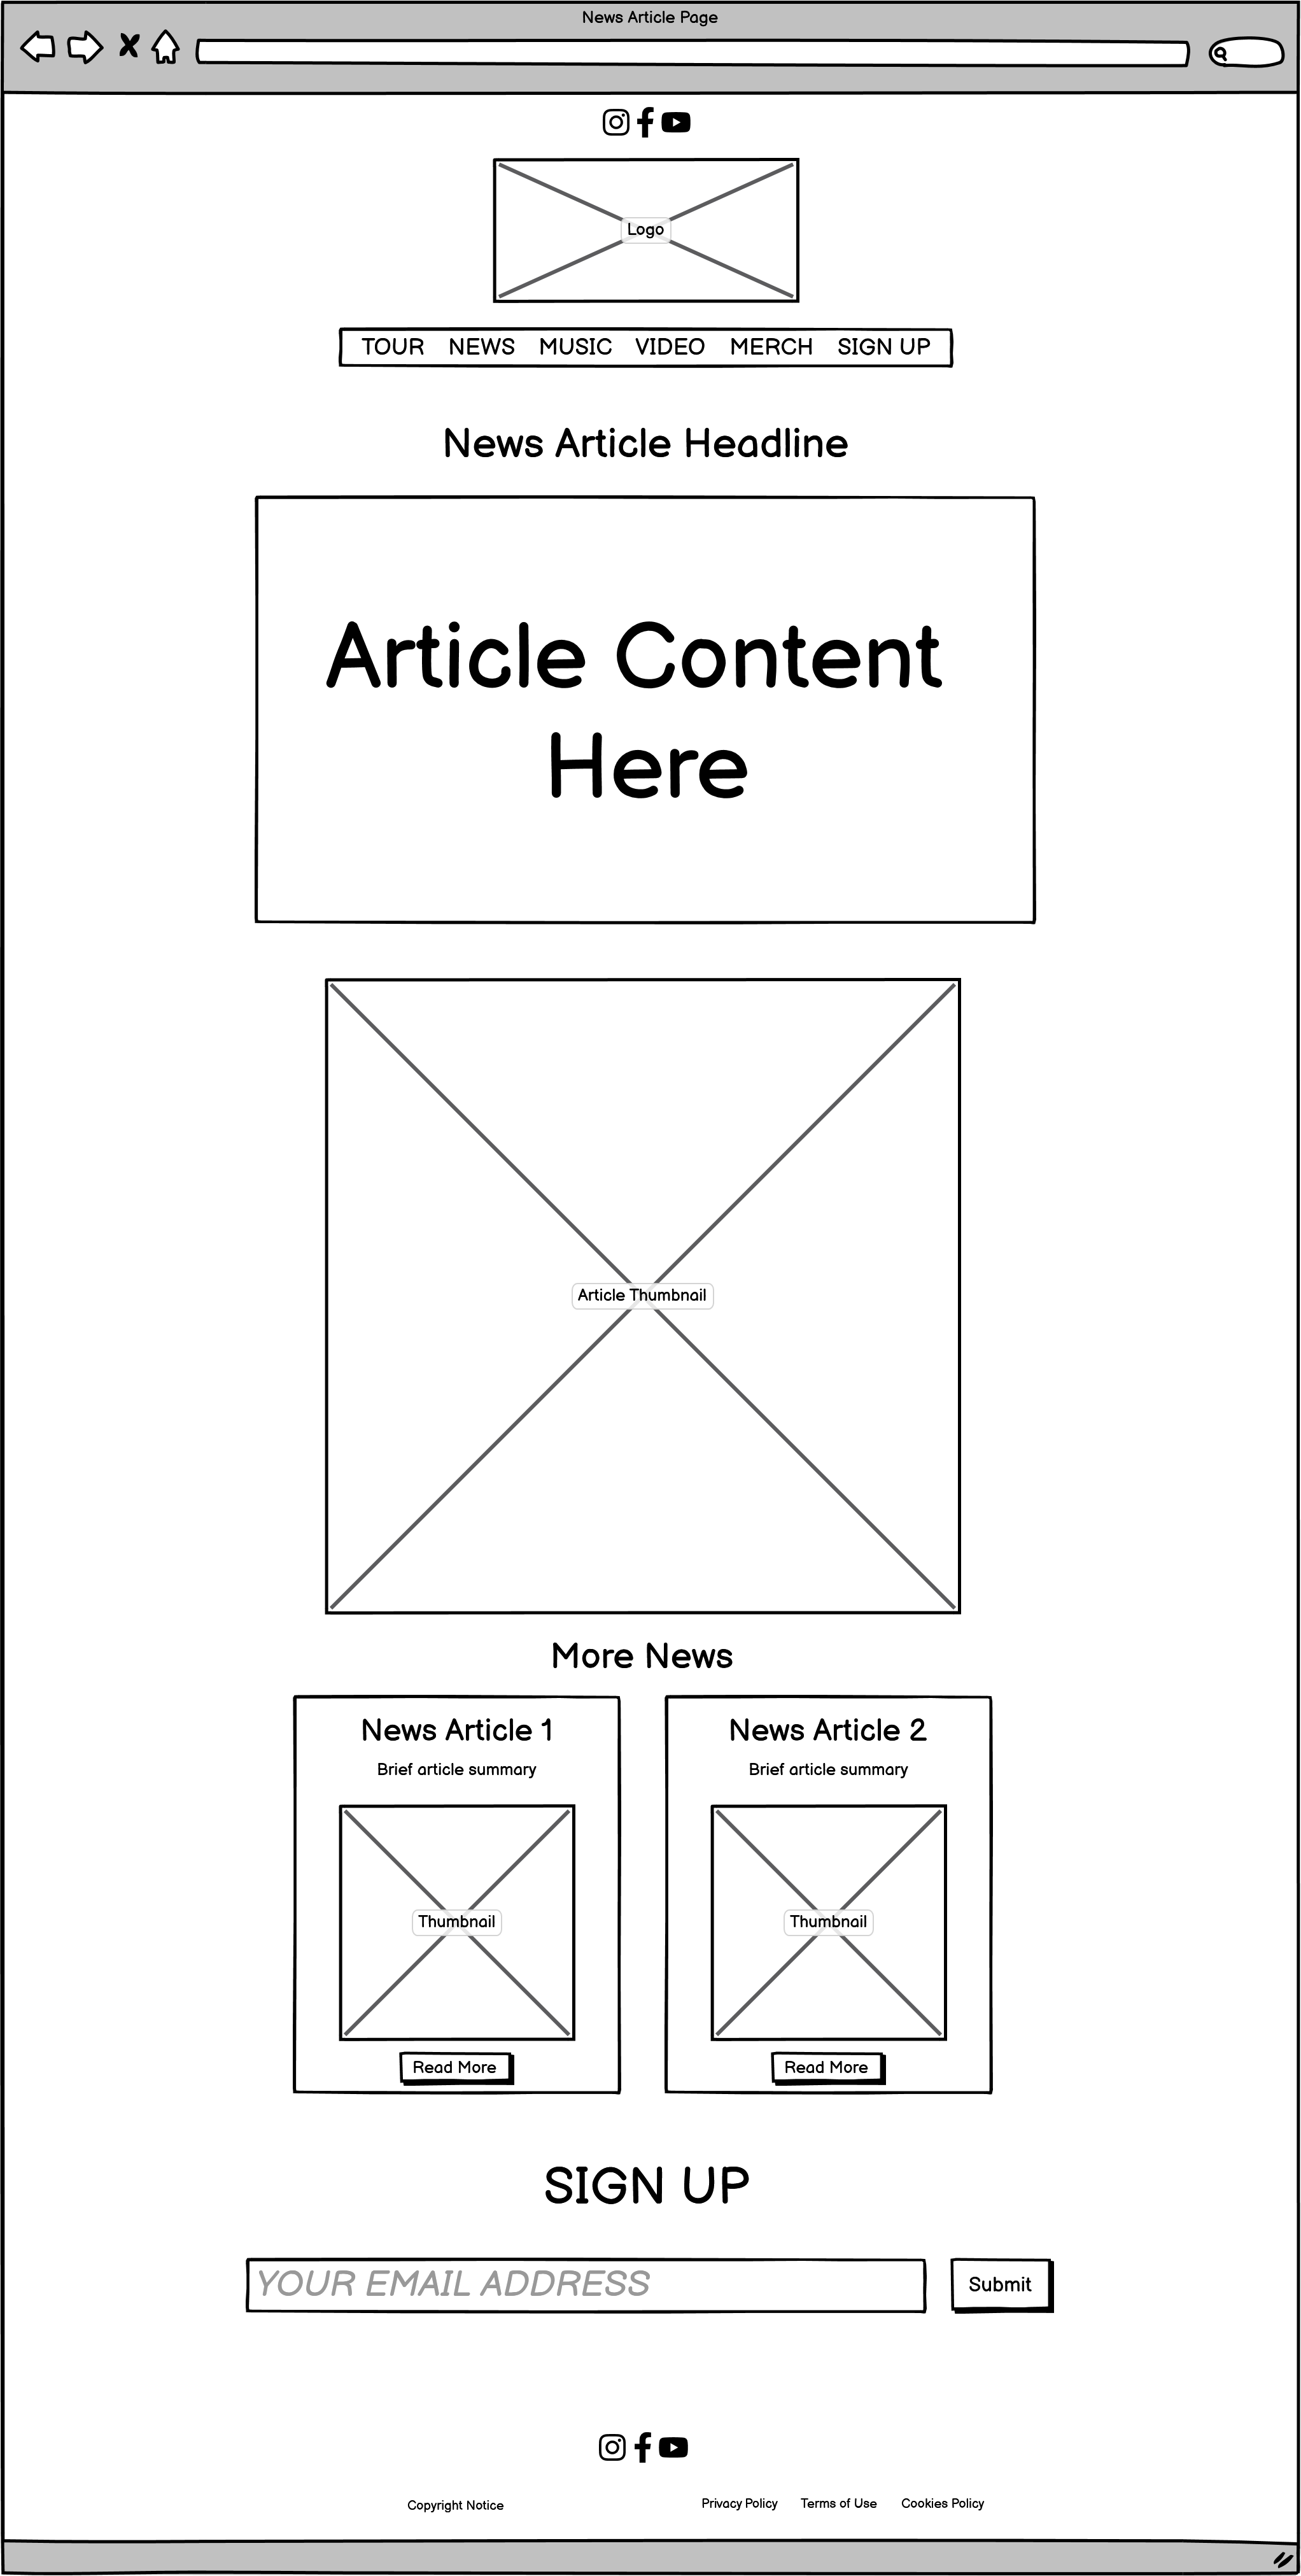 News Article Page
Logo
TOUR NEWS MUSIC VIDEO MERCH SIGN UP
News Article Headline
Article Content
Here
Article Thumbnail
More News
News Article 1
Brief article summary
Thumbnail
Read More
News Article 2
Brief article summary
Thumbnail
Read More
SIGN UP
YOUR EMAIL ADDRESS
Submit
Copyright Notice
Privacy Policy Terms of Use Cookies Policy